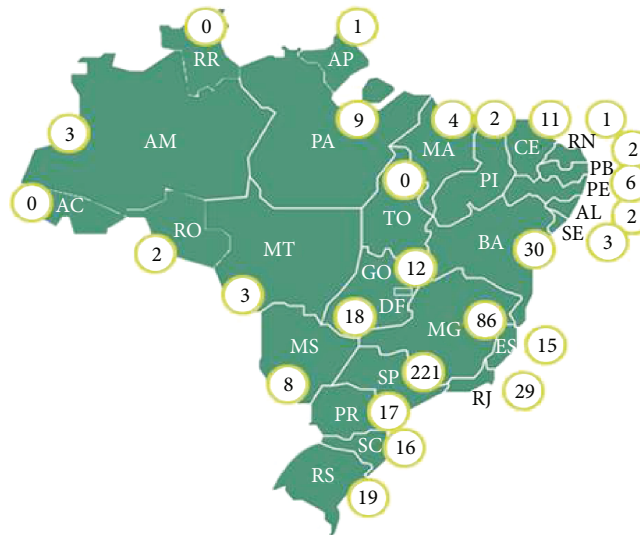 0
1
RR
AP
3
AM
PA
9
4
2
11
1
MA
CE
RN
2
PI
PB
6
0
PE
AC
0
TO
AL
2
RO
MT
BA
30
SE
3
2
GO
12
3
DF
18
MG
86
MS
ES
15
8
SP
221
RJ
29
PR
17
SC
16
RS
19